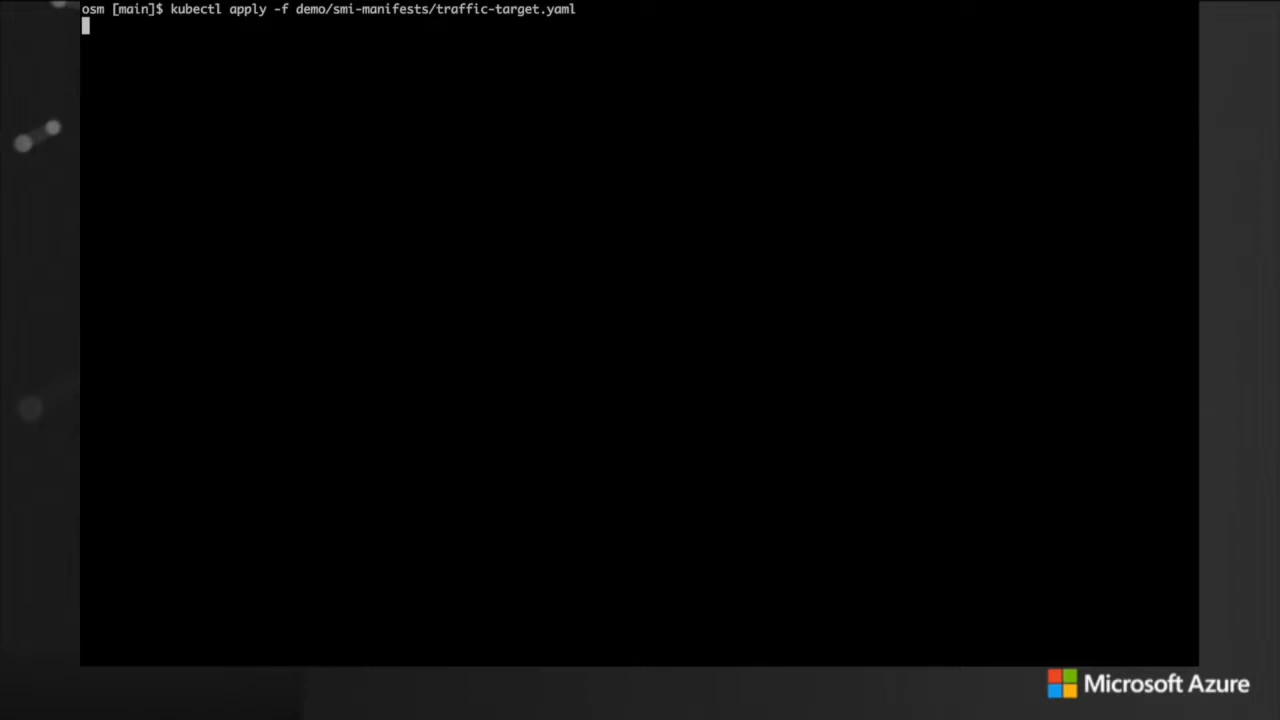 osm [main]$ kubectl apply -f demo/smi-manifests/traffic-target.yaml
Microsoft Azure